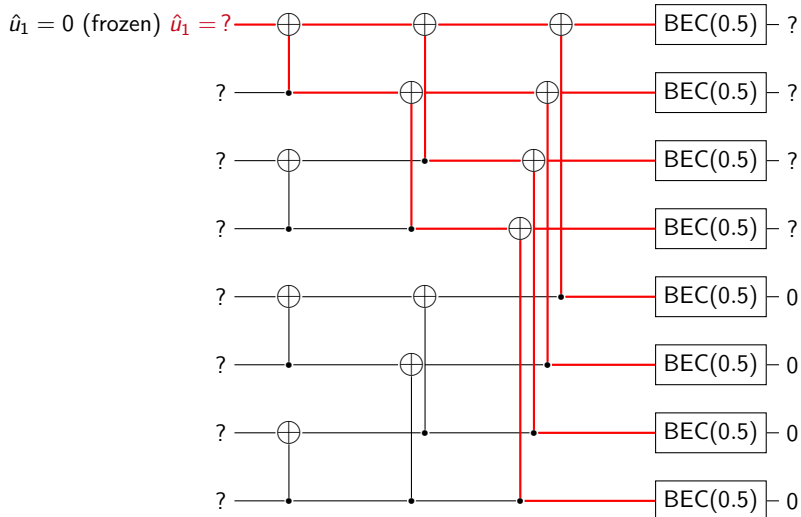 û₁ = 0 (frozen) û₁ = ? BEC(0.5) ?
? BEC(0.5) ?
? BEC(0.5) ?
? BEC(0.5) ?
? BEC(0.5) 0
? BEC(0.5) 0
? BEC(0.5) 0
? BEC(0.5) 0